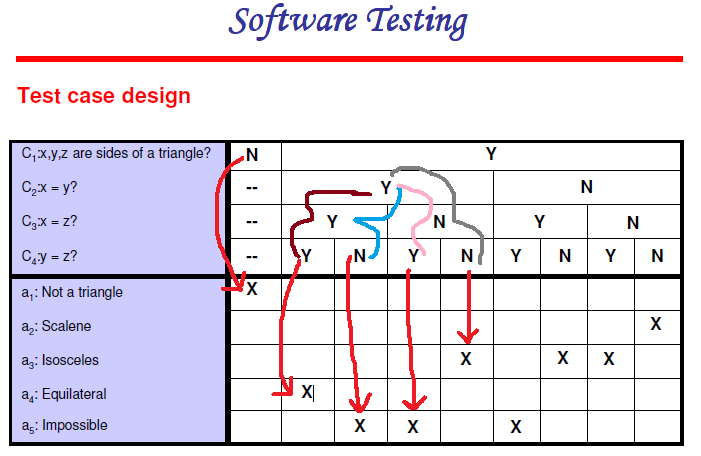 Software Testing
Test case design
C1:x,y,z are sides of a triangle? N Y
C2:x = y? -- Y N
C3:x = z? -- Y N Y N
C4:y = z? -- Y N Y N Y N Y N
a1: Not a triangle X
a2: Scalene X
a3: Isosceles X X X
a4: Equilateral X
a5: Impossible X X X